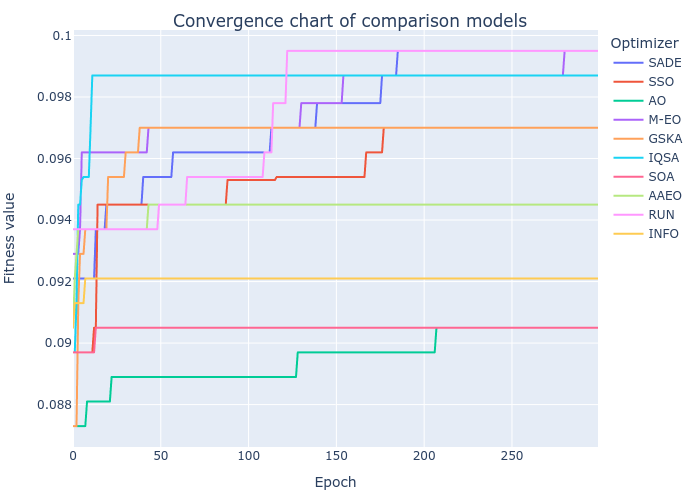 Convergence chart of comparison models
Fitness value
0.1
0.098
0.096
0.094
0.092
0.09
0.088
0
50
100
150
200
250
Epoch
Optimizer
SADE
SSO
AO
M-EO
GSKA
IQSA
SOA
AAEO
RUN
INFO